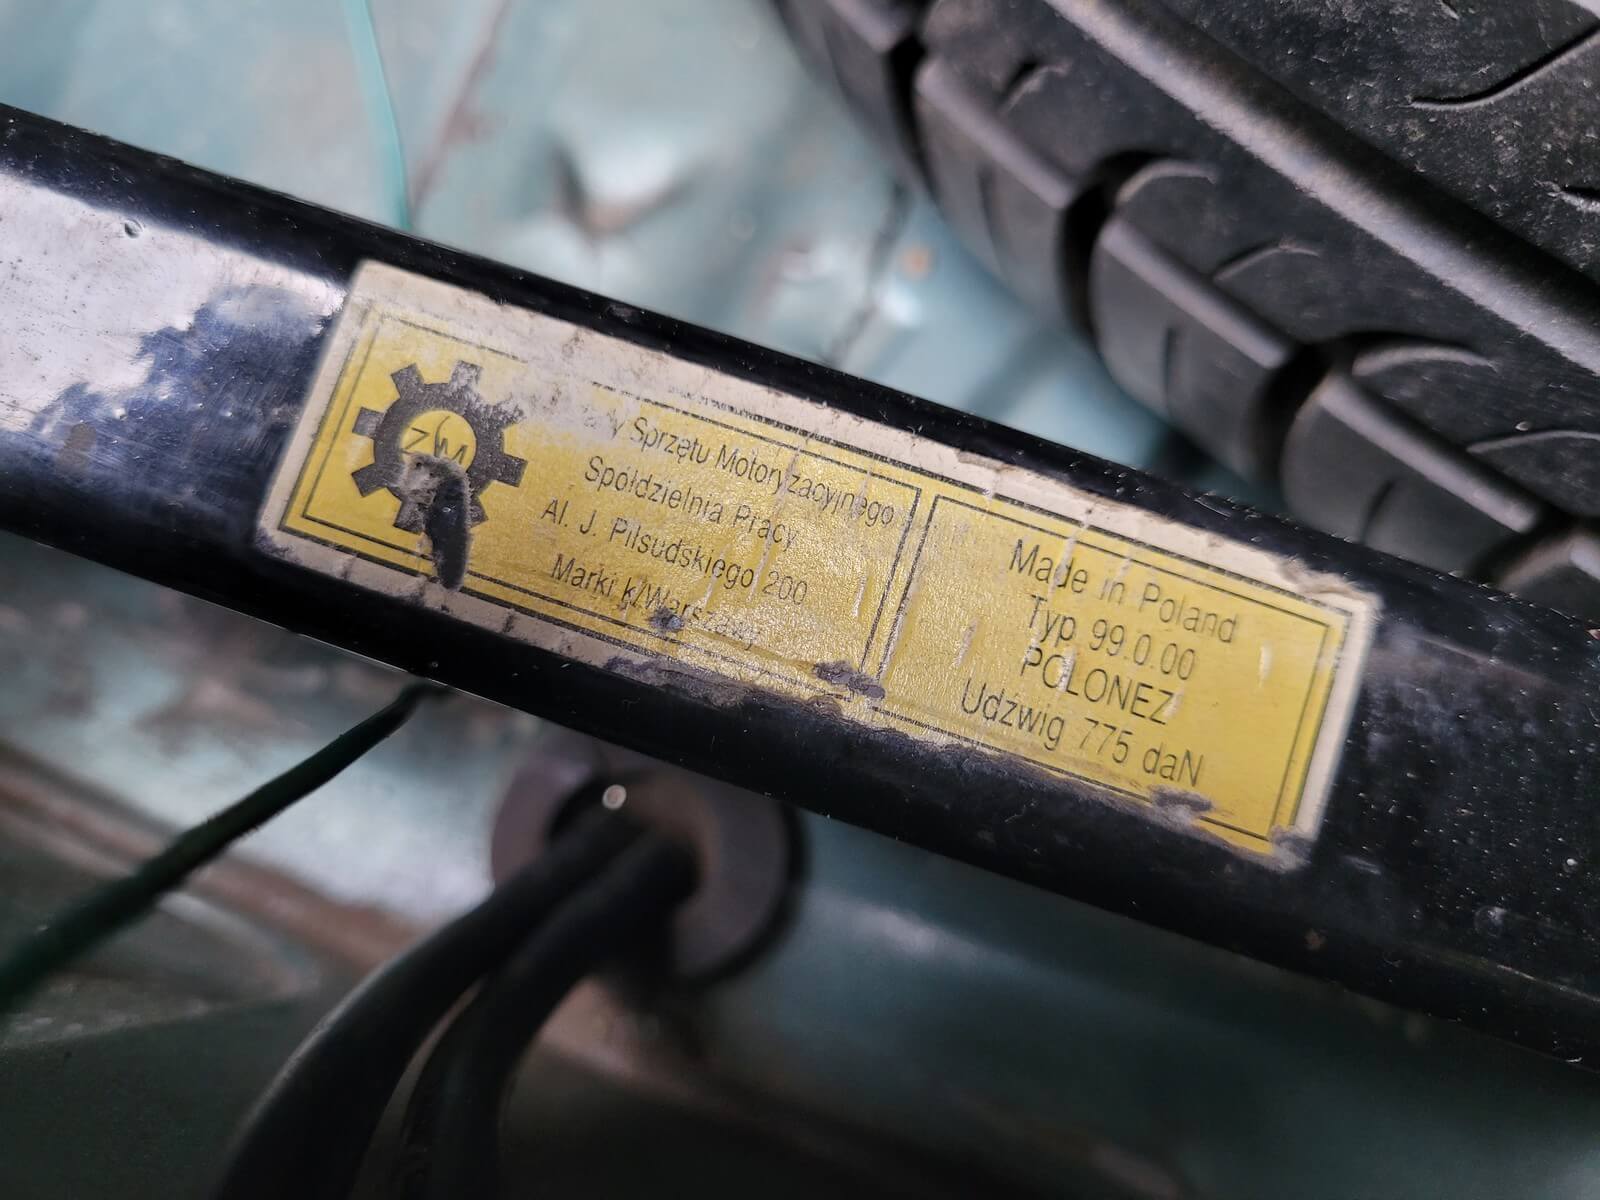 ZM
Sprzętu Motoryzacyjnego
Spółdzielnia Pracy
Al. J. Piłsudskiego 200
Marki k/Warszawy
Made in Poland
Typ 99.0.00
POLONEZ
Udźwig 775 daN